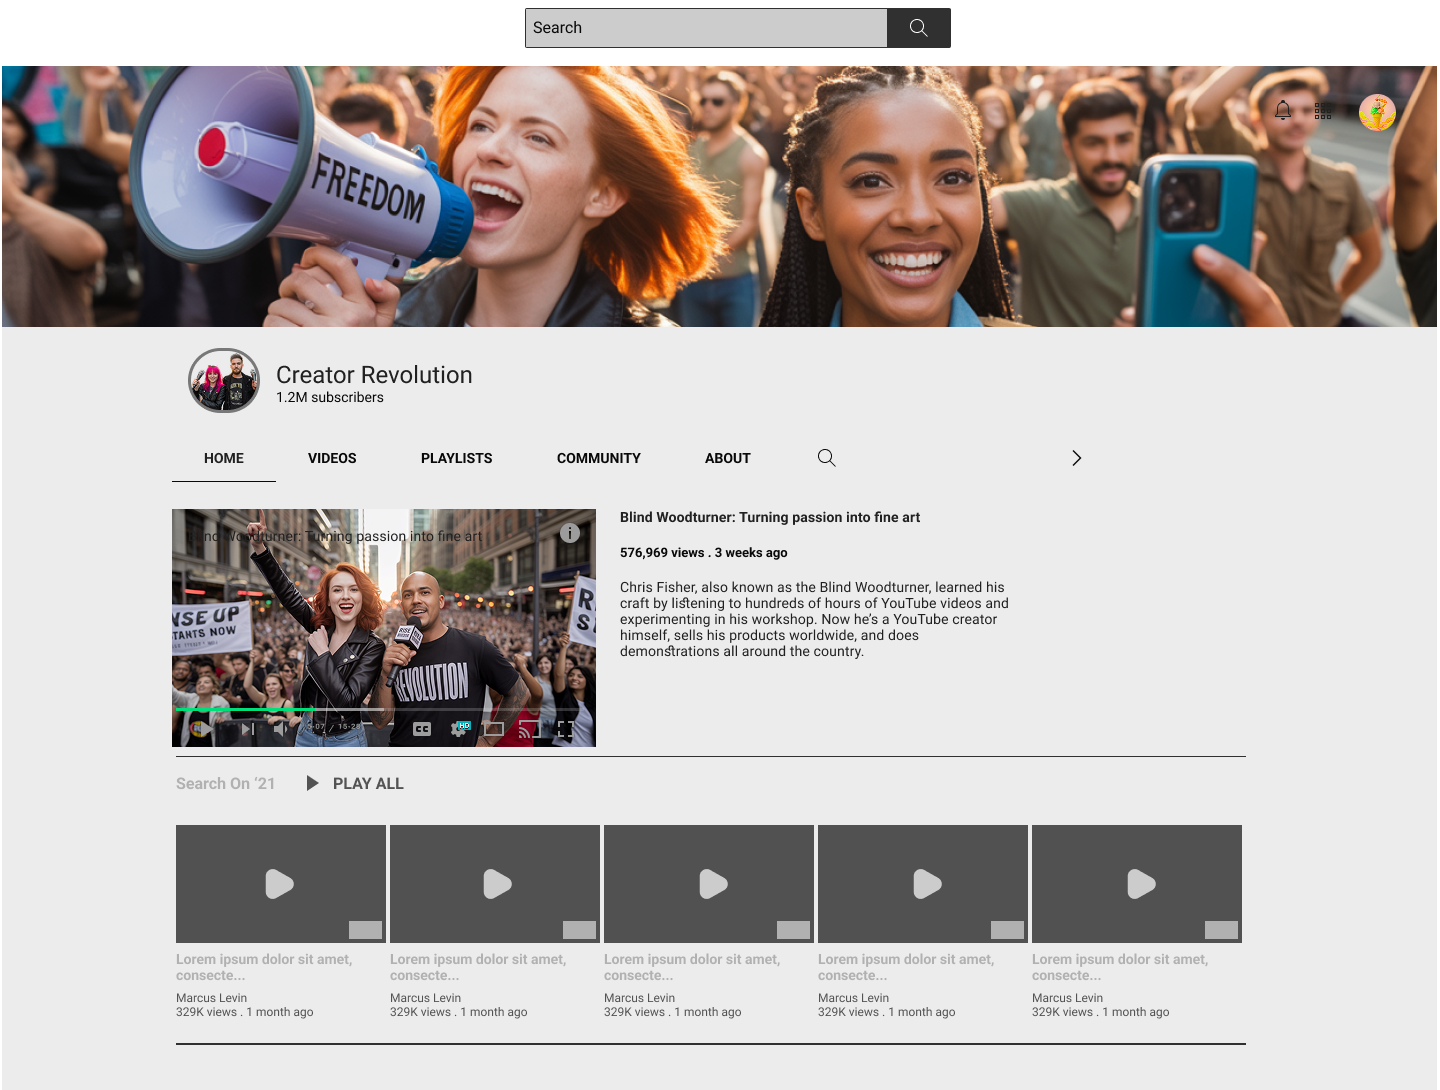 Search
FREEDOM
Creator Revolution
1.2M subscribers
HOME VIDEOS PLAYLISTS COMMUNITY ABOUT
Blind Woodturner: Turning passion into fine art
RISE UP
STARTS NOW
REVOLUTION
5-07 / 15-28
CC
HD
Blind Woodturner: Turning passion into fine art
576,969 views . 3 weeks ago
Chris Fisher, also known as the Blind Woodturner, learned his
craft by listening to hundreds of hours of YouTube videos and
experimenting in his workshop. Now he’s a YouTube creator
himself, sells his products worldwide, and does
demonstrations all around the country.
Search On ‘21 PLAY ALL
Lorem ipsum dolor sit amet,
consecte...
Marcus Levin
329K views . 1 month ago
Lorem ipsum dolor sit amet,
consecte...
Marcus Levin
329K views . 1 month ago
Lorem ipsum dolor sit amet,
consecte...
Marcus Levin
329K views . 1 month ago
Lorem ipsum dolor sit amet,
consecte...
Marcus Levin
329K views . 1 month ago
Lorem ipsum dolor sit amet,
consecte...
Marcus Levin
329K views . 1 month ago